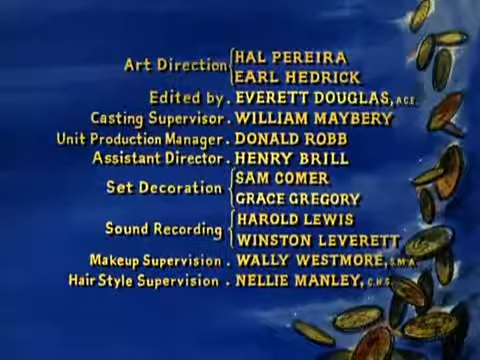 Art Direction { HAL PEREIRA
EARL HEDRICK
Edited by. EVERETT DOUGLAS, A.C.E.
Casting Supervisor. WILLIAM MAYBERY
Unit Production Manager. DONALD ROBB
Assistant Director. HENRY BRILL
Set Decoration { SAM COMER
GRACE GREGORY
Sound Recording { HAROLD LEWIS
WINSTON LEVERETT
Makeup Supervision . WALLY WESTMORE, S.M.A.
Hair Style Supervision . NELLIE MANLEY, C.H.S.